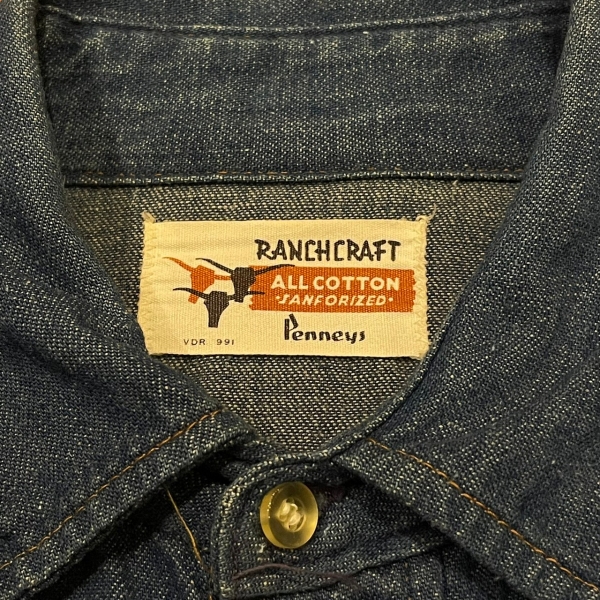 RANCHCRAFT
ALL COTTON
·SANFORIZED·
Penneys
VDR. 991